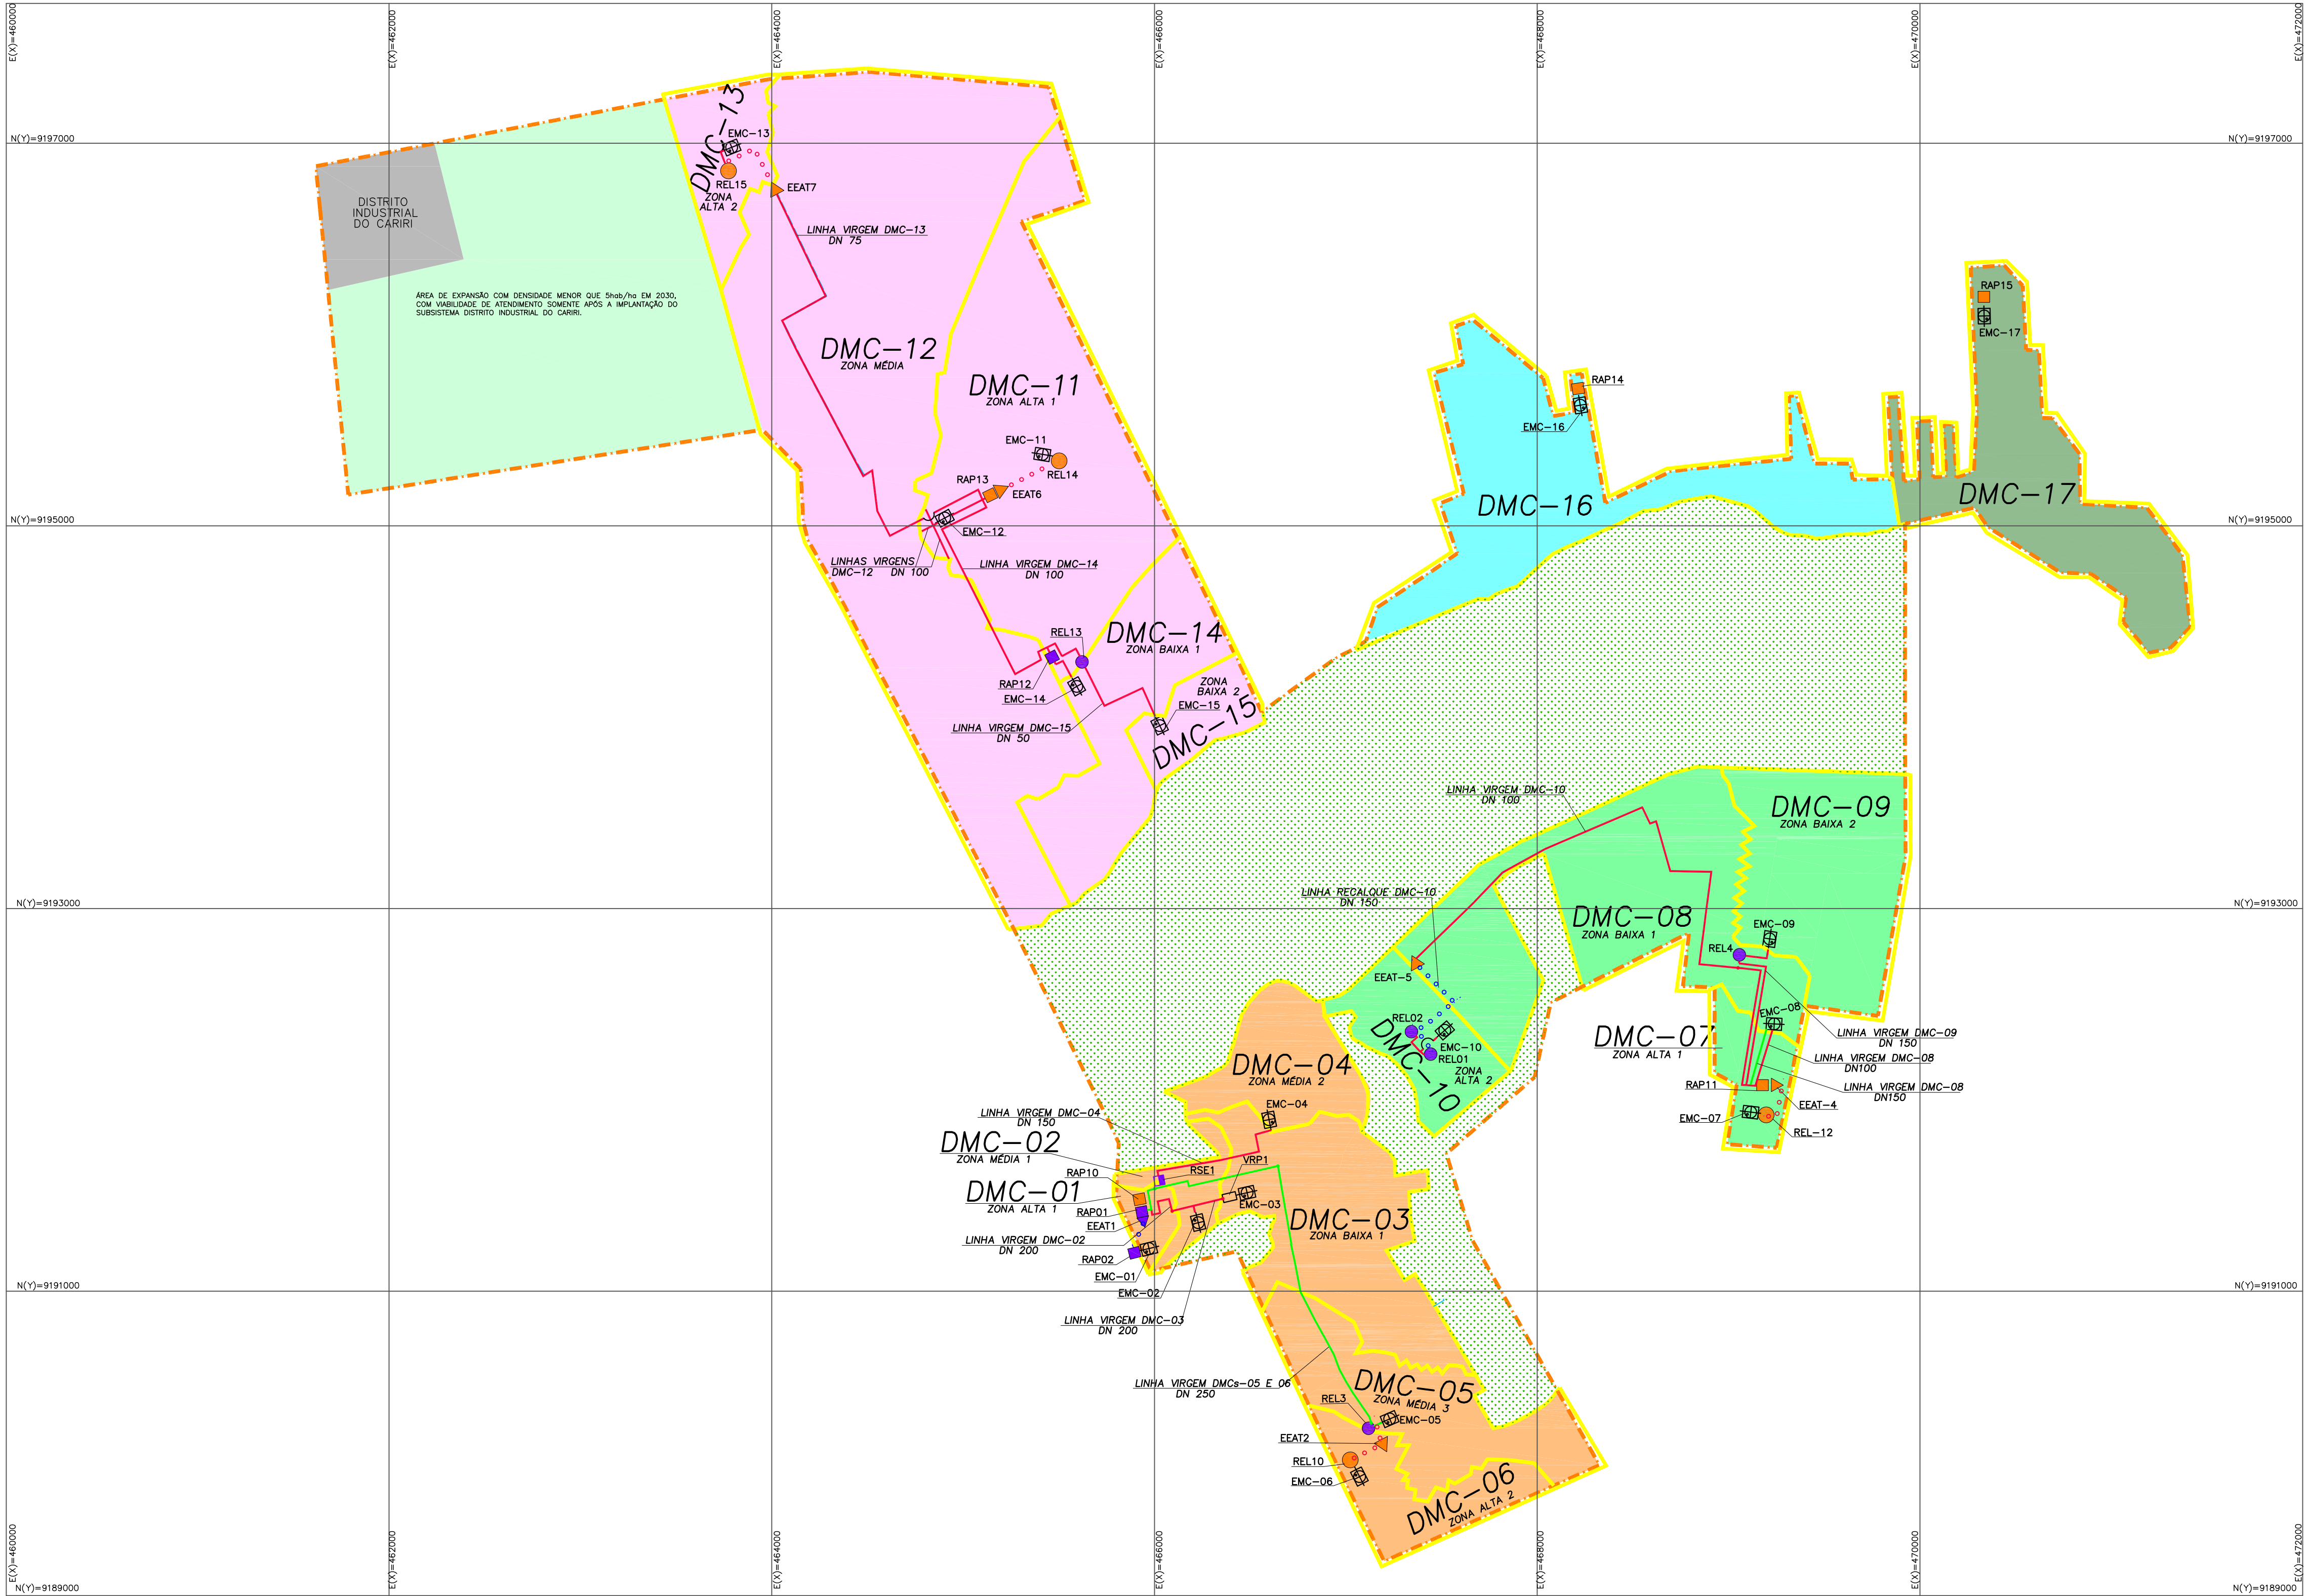 E(X)=460000
E(X)=462000
E(X)=464000
E(X)=466000
E(X)=468000
E(X)=470000
E(X)=472000
N(Y)=9197000
N(Y)=9197000
DMC-13
EMC-13
REL15
ZONA
ALTA 2
EEAT7
DISTRITO
INDUSTRIAL
DO CARIRI
LINHA VIRGEM DMC-13
DN 75
ÁREA DE EXPANSÃO COM DENSIDADE MENOR QUE 5hab/ha EM 2030,
COM VIABILIDADE DE ATENDIMENTO SOMENTE APÓS A IMPLANTAÇÃO DO
SUBSISTEMA DISTRITO INDUSTRIAL DO CARIRI.
RAP15
EMC-17
DMC-12
ZONA MÉDIA
DMC-11
ZONA ALTA 1
RAP14
EMC-16
EMC-11
REL14
RAP13
EEAT6
DMC-16
DMC-17
N(Y)=9195000
N(Y)=9195000
EMC-12
LINHAS VIRGENS
DMC-12 DN 100
LINHA VIRGEM DMC-14
DN 100
REL13
DMC-14
ZONA BAIXA 1
RAP12
EMC-14
ZONA
BAIXA 2
EMC-15
DMC-15
LINHA VIRGEM DMC-15
DN 50
LINHA VIRGEM DMC-10
DN 100
DMC-09
ZONA BAIXA 2
LINHA RECALQUE DMC-10
DN 150
N(Y)=9193000
N(Y)=9193000
DMC-08
ZONA BAIXA 1
EMC-09
REL4
EEAT-5
EMC-08
REL02
DMC-10
EMC-10
REL01
ZONA
ALTA 2
DMC-07
ZONA ALTA 1
LINHA VIRGEM DMC-09
DN 150
LINHA VIRGEM DMC-08
DN100
LINHA VIRGEM DMC-08
DN150
RAP11
EEAT-4
EMC-07
REL-12
DMC-04
ZONA MÉDIA 2
EMC-04
LINHA VIRGEM DMC-04
DN 150
DMC-02
ZONA MÉDIA 1
VRP1
RSE1
RAP10
DMC-01
ZONA ALTA 1
EMC-03
RAP01
EEAT1
DMC-03
ZONA BAIXA 1
LINHA VIRGEM DMC-02
DN 200
RAP02
EMC-01
EMC-02
N(Y)=9191000
N(Y)=9191000
LINHA VIRGEM DMC-03
DN 200
LINHA VIRGEM DMCs-05 E 06
DN 250
DMC-05
ZONA MÉDIA 3
REL3
EMC-05
EEAT2
REL10
EMC-06
DMC-06
ZONA ALTA 2
E(X)=460000
E(X)=462000
E(X)=464000
E(X)=466000
E(X)=468000
E(X)=470000
E(X)=472000
N(Y)=9189000
N(Y)=9189000